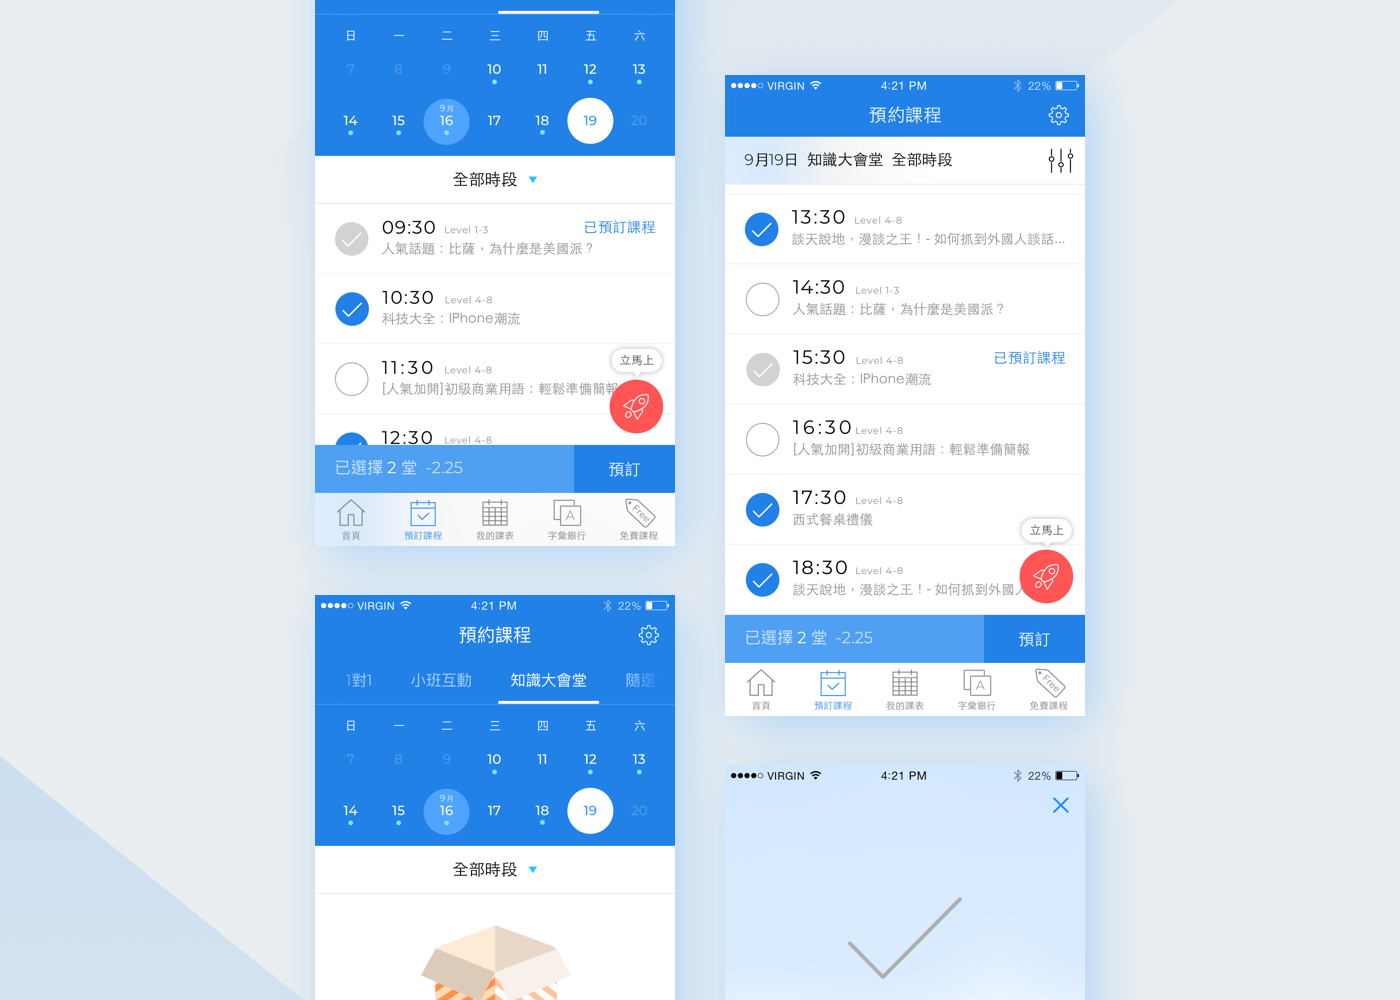 日 一 二 三 四 五 六
7 8 9 10 11 12 13
9月
14 15 16 17 18 19 20
全部時段
09:30 Level 1-3 已預訂課程
人氣話題：比薩，為什麼是美國派？
10:30 Level 4-8
科技大全：IPhone潮流
立馬上
11:30 Level 4-8
[人氣加開]初級商業用語：輕鬆準備簡報
12:30 Level 4-8
已選擇 2 堂 -2.25 預訂
首頁 預訂課程 我的課表 字彙銀行 Free 免費課程
VIRGIN 4:21 PM 22%
預約課程
1對1 小班互動 知識大會堂 隨選
日 一 二 三 四 五 六
7 8 9 10 11 12 13
9月
14 15 16 17 18 19 20
全部時段
VIRGIN 4:21 PM 22%
預約課程
9月19日 知識大會堂 全部時段
13:30 Level 4-8
談天說地，漫談之王！- 如何抓到外國人談話...
14:30 Level 1-3
人氣話題：比薩，為什麼是美國派？
15:30 Level 4-8 已預訂課程
科技大全：IPhone潮流
16:30 Level 4-8
[人氣加開]初級商業用語：輕鬆準備簡報
17:30 Level 4-8
西式餐桌禮儀
立馬上
18:30 Level 4-8
談天說地，漫談之王！- 如何抓到外國人
已選擇 2 堂 -2.25 預訂
首頁 預訂課程 我的課表 字彙銀行 Free 免費課程
VIRGIN 4:21 PM 22%